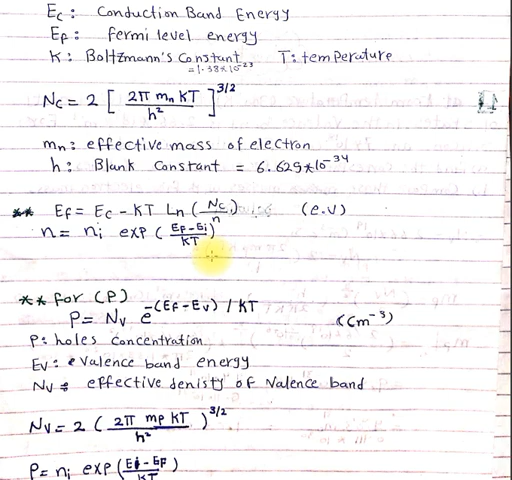 Ec : Conduction Band Energy
EF : fermi level energy
K : Boltzmann's Constant T: temperature
=1.38×10⁻²³
Nc = 2 [ 2π mn KT / h² ]^3/2
mn : effective mass of electron
h : Blank Constant = 6.629*10⁻³⁴
** EF = Ec - KT Ln ( Nc / n ) (e.v)
n = ni exp ( EF - Ei / KT )
** for (P)
P = Nv e^-(EF - Ev) / KT (cm⁻³)
P: holes concentration
Ev : valence band energy
Nv : effective denisty of valence band
Nv = 2 ( 2π mp KT / h² )^3/2
P = ni exp ( Ei - EF / KT )